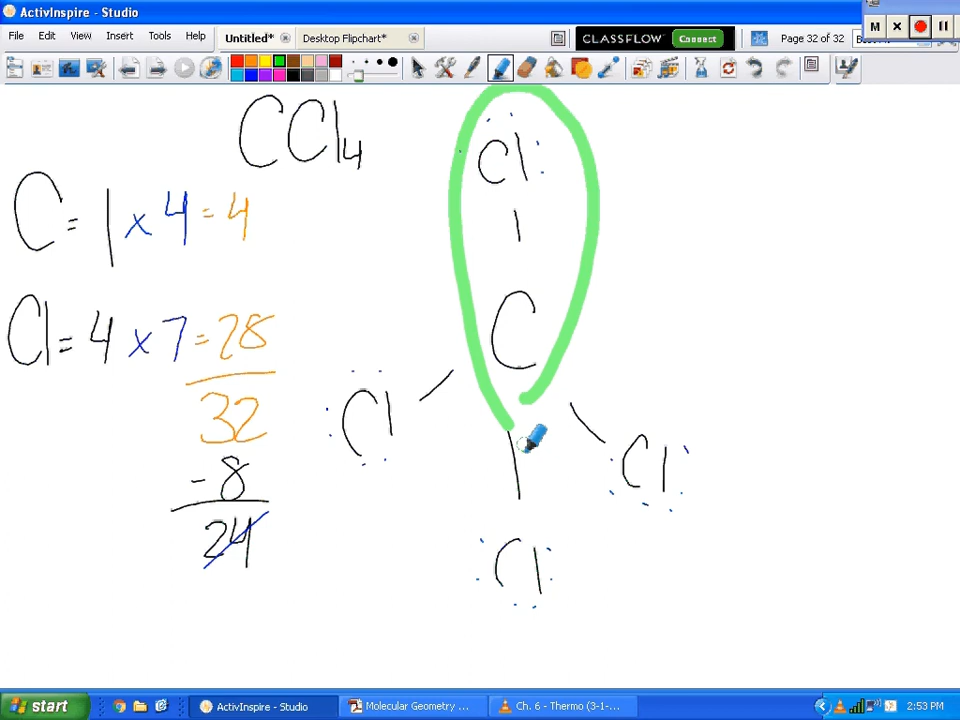 ActivInspire - Studio
File Edit View Insert Tools Help
Untitled*
Desktop Flipchart*
CLASSFLOW Connect
Page 32 of 32
M
CCl4
C = 1 x 4 = 4
Cl = 4 x 7 = 28
32
- 8
24
Cl
C
Cl
Cl
Cl
start
ActivInspire - Studio
Molecular Geometry ...
Ch. 6 - Thermo (3-1-...
2:53 PM